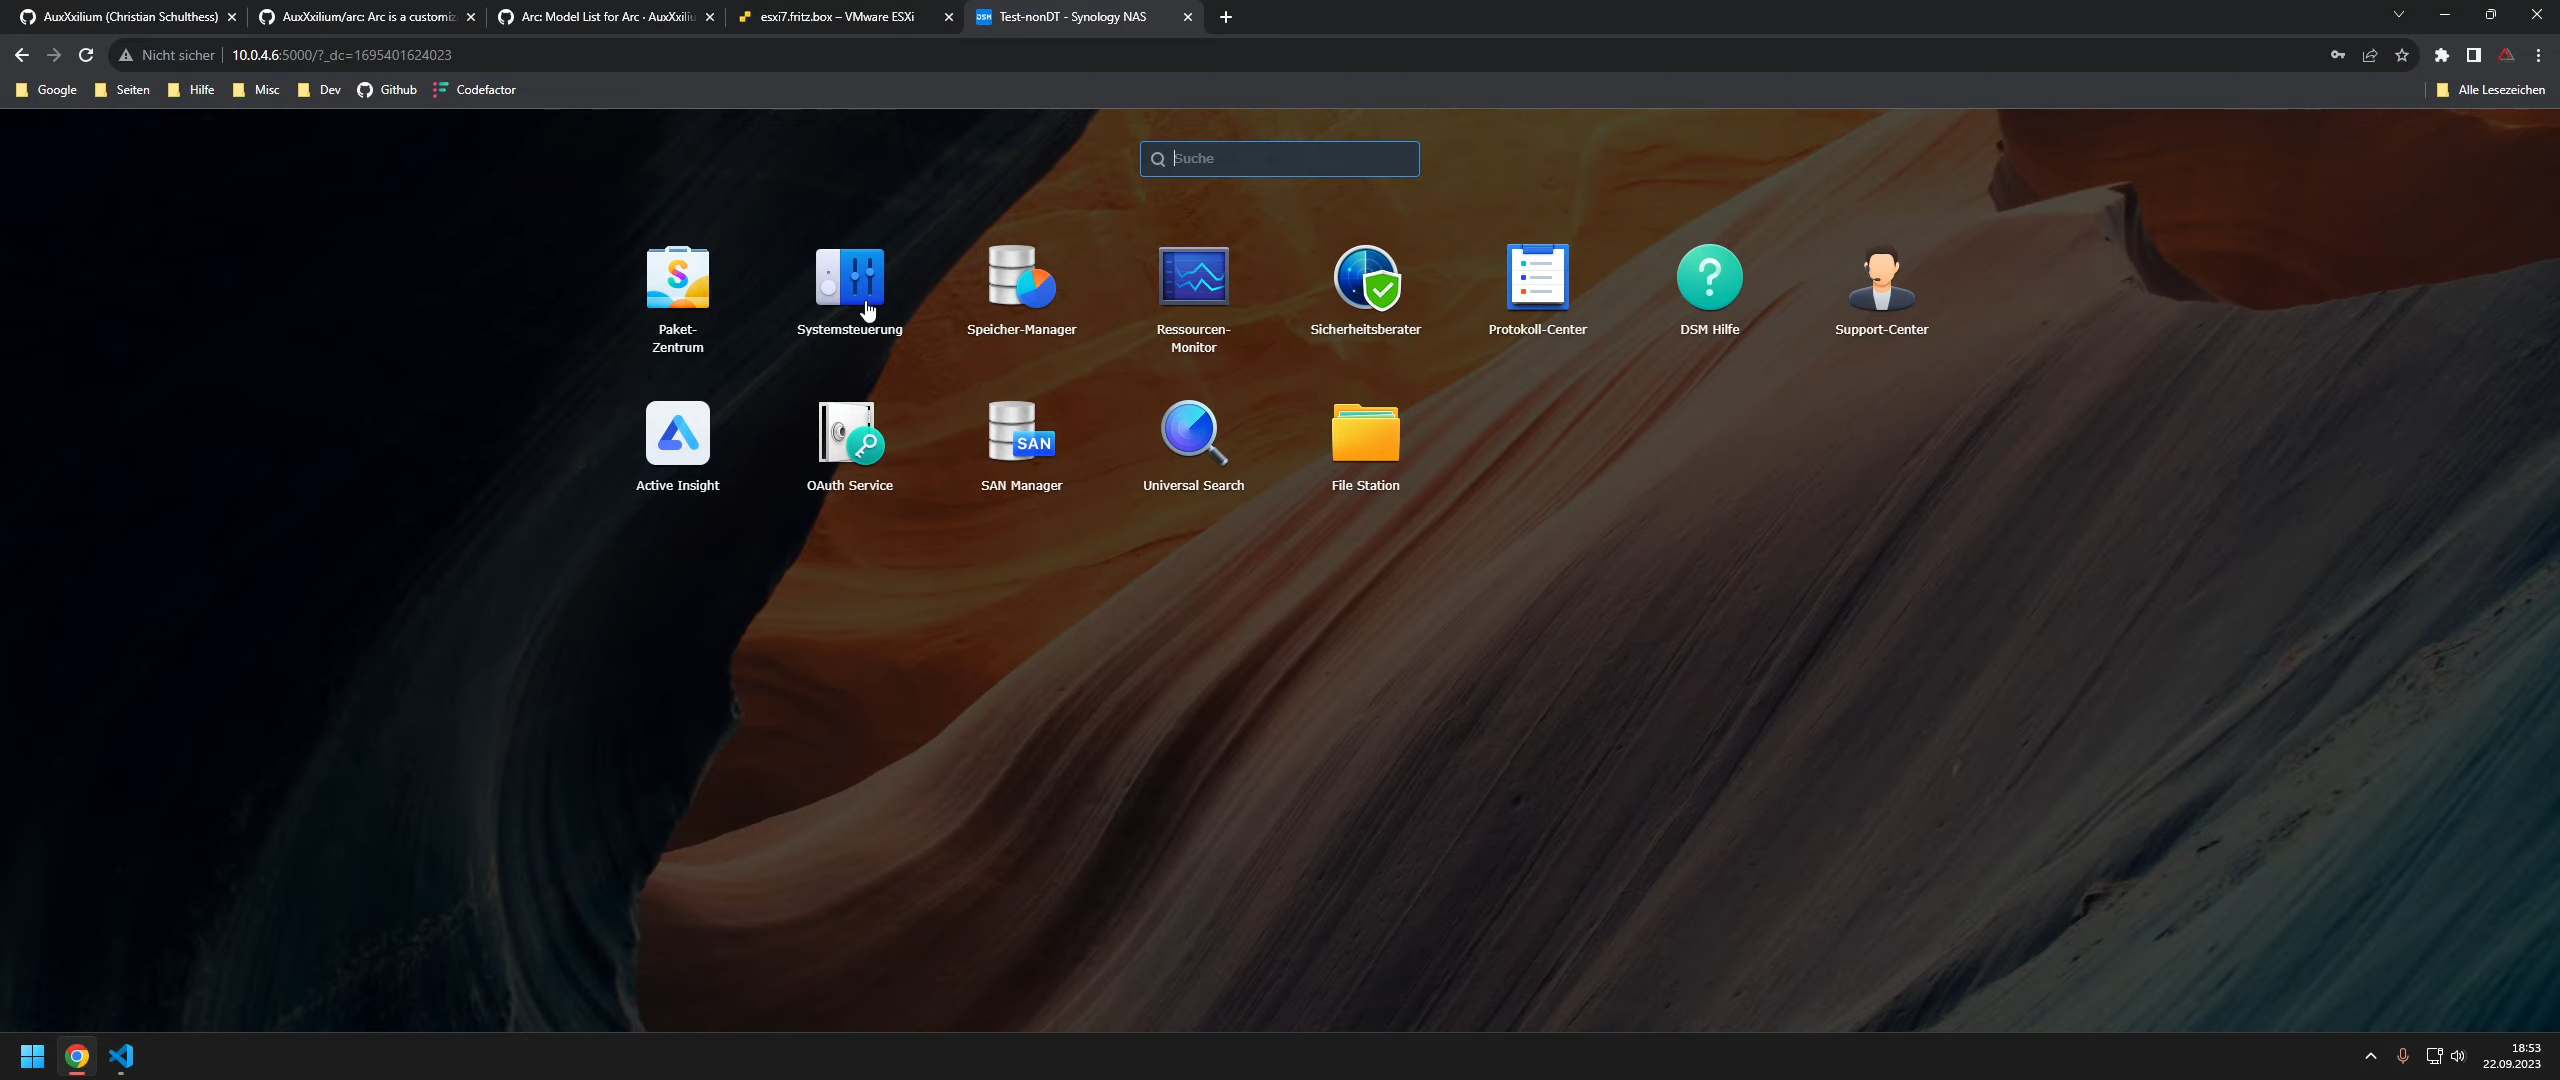 AuxXxilium (Christian Schulthess)
AuxXxilium/arc: Arc is a customiz
Arc: Model List for Arc · AuxXxiliu
esxi7.fritz.box – VMware ESXi
DSM
Test-nonDT - Synology NAS
Nicht sicher
10.0.4.6:5000/?_dc=1695401624023
Google
Seiten
Hilfe
Misc
Dev
Github
Codefactor
Alle Lesezeichen
Suche
Paket-
Zentrum
Systemsteuerung
Speicher-Manager
Ressourcen-
Monitor
Sicherheitsberater
Protokoll-Center
DSM Hilfe
Support-Center
Active Insight
OAuth Service
SAN
SAN Manager
Universal Search
File Station
18:53
22.09.2023